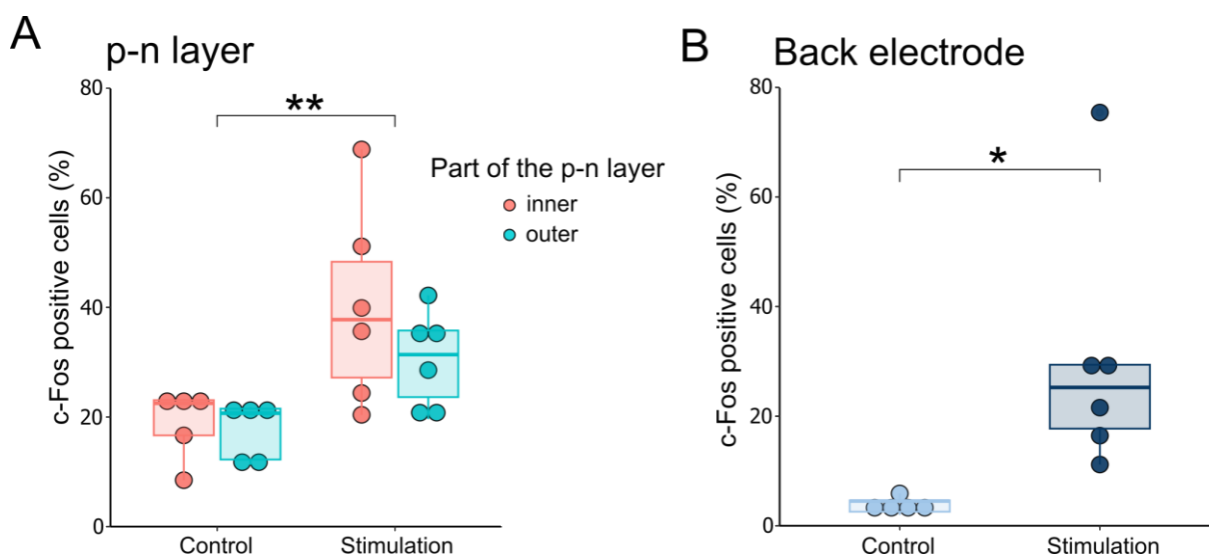 A
p-n layer
c-Fos positive cells (%)
80
60
40
20
0
**
Part of the p-n layer
inner
outer
Control
Stimulation
B
Back electrode
c-Fos positive cells (%)
80
60
40
20
0
*
Control
Stimulation